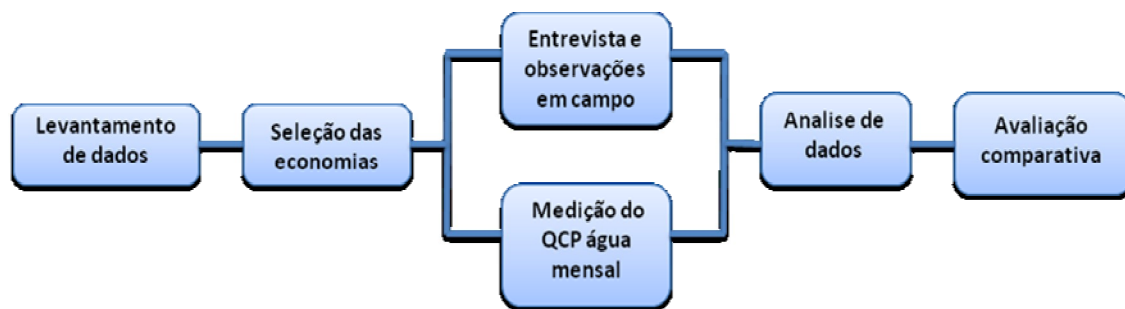 Levantamento
de dados
Seleção das
economias
Entrevista e
observações
em campo
Medição do
QCP água
mensal
Analise de
dados
Avaliação
comparativa